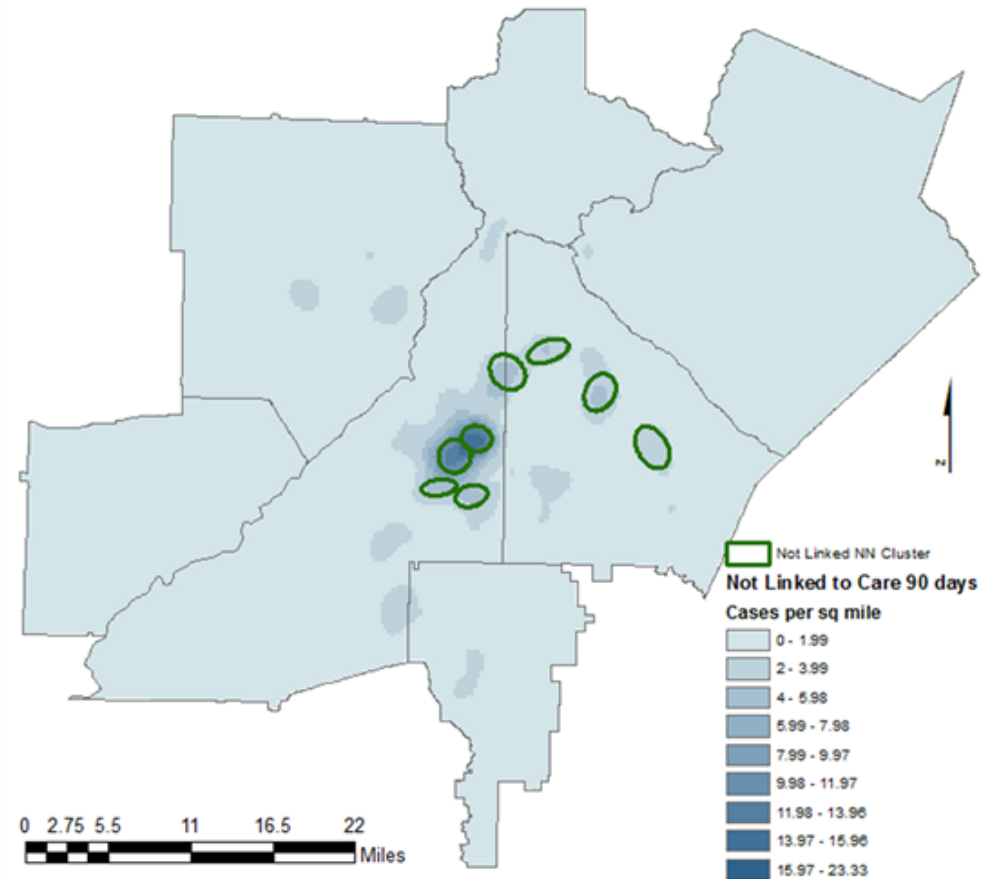 N
Not Linked NN Cluster
Not Linked to Care 90 days
Cases per sq mile
0 - 1.99
2 - 3.99
4 - 5.98
5.99 - 7.98
7.99 - 9.97
9.98 - 11.97
11.98 - 13.96
13.97 - 15.96
15.97 - 23.33
0 2.75 5.5 11 16.5 22
Miles